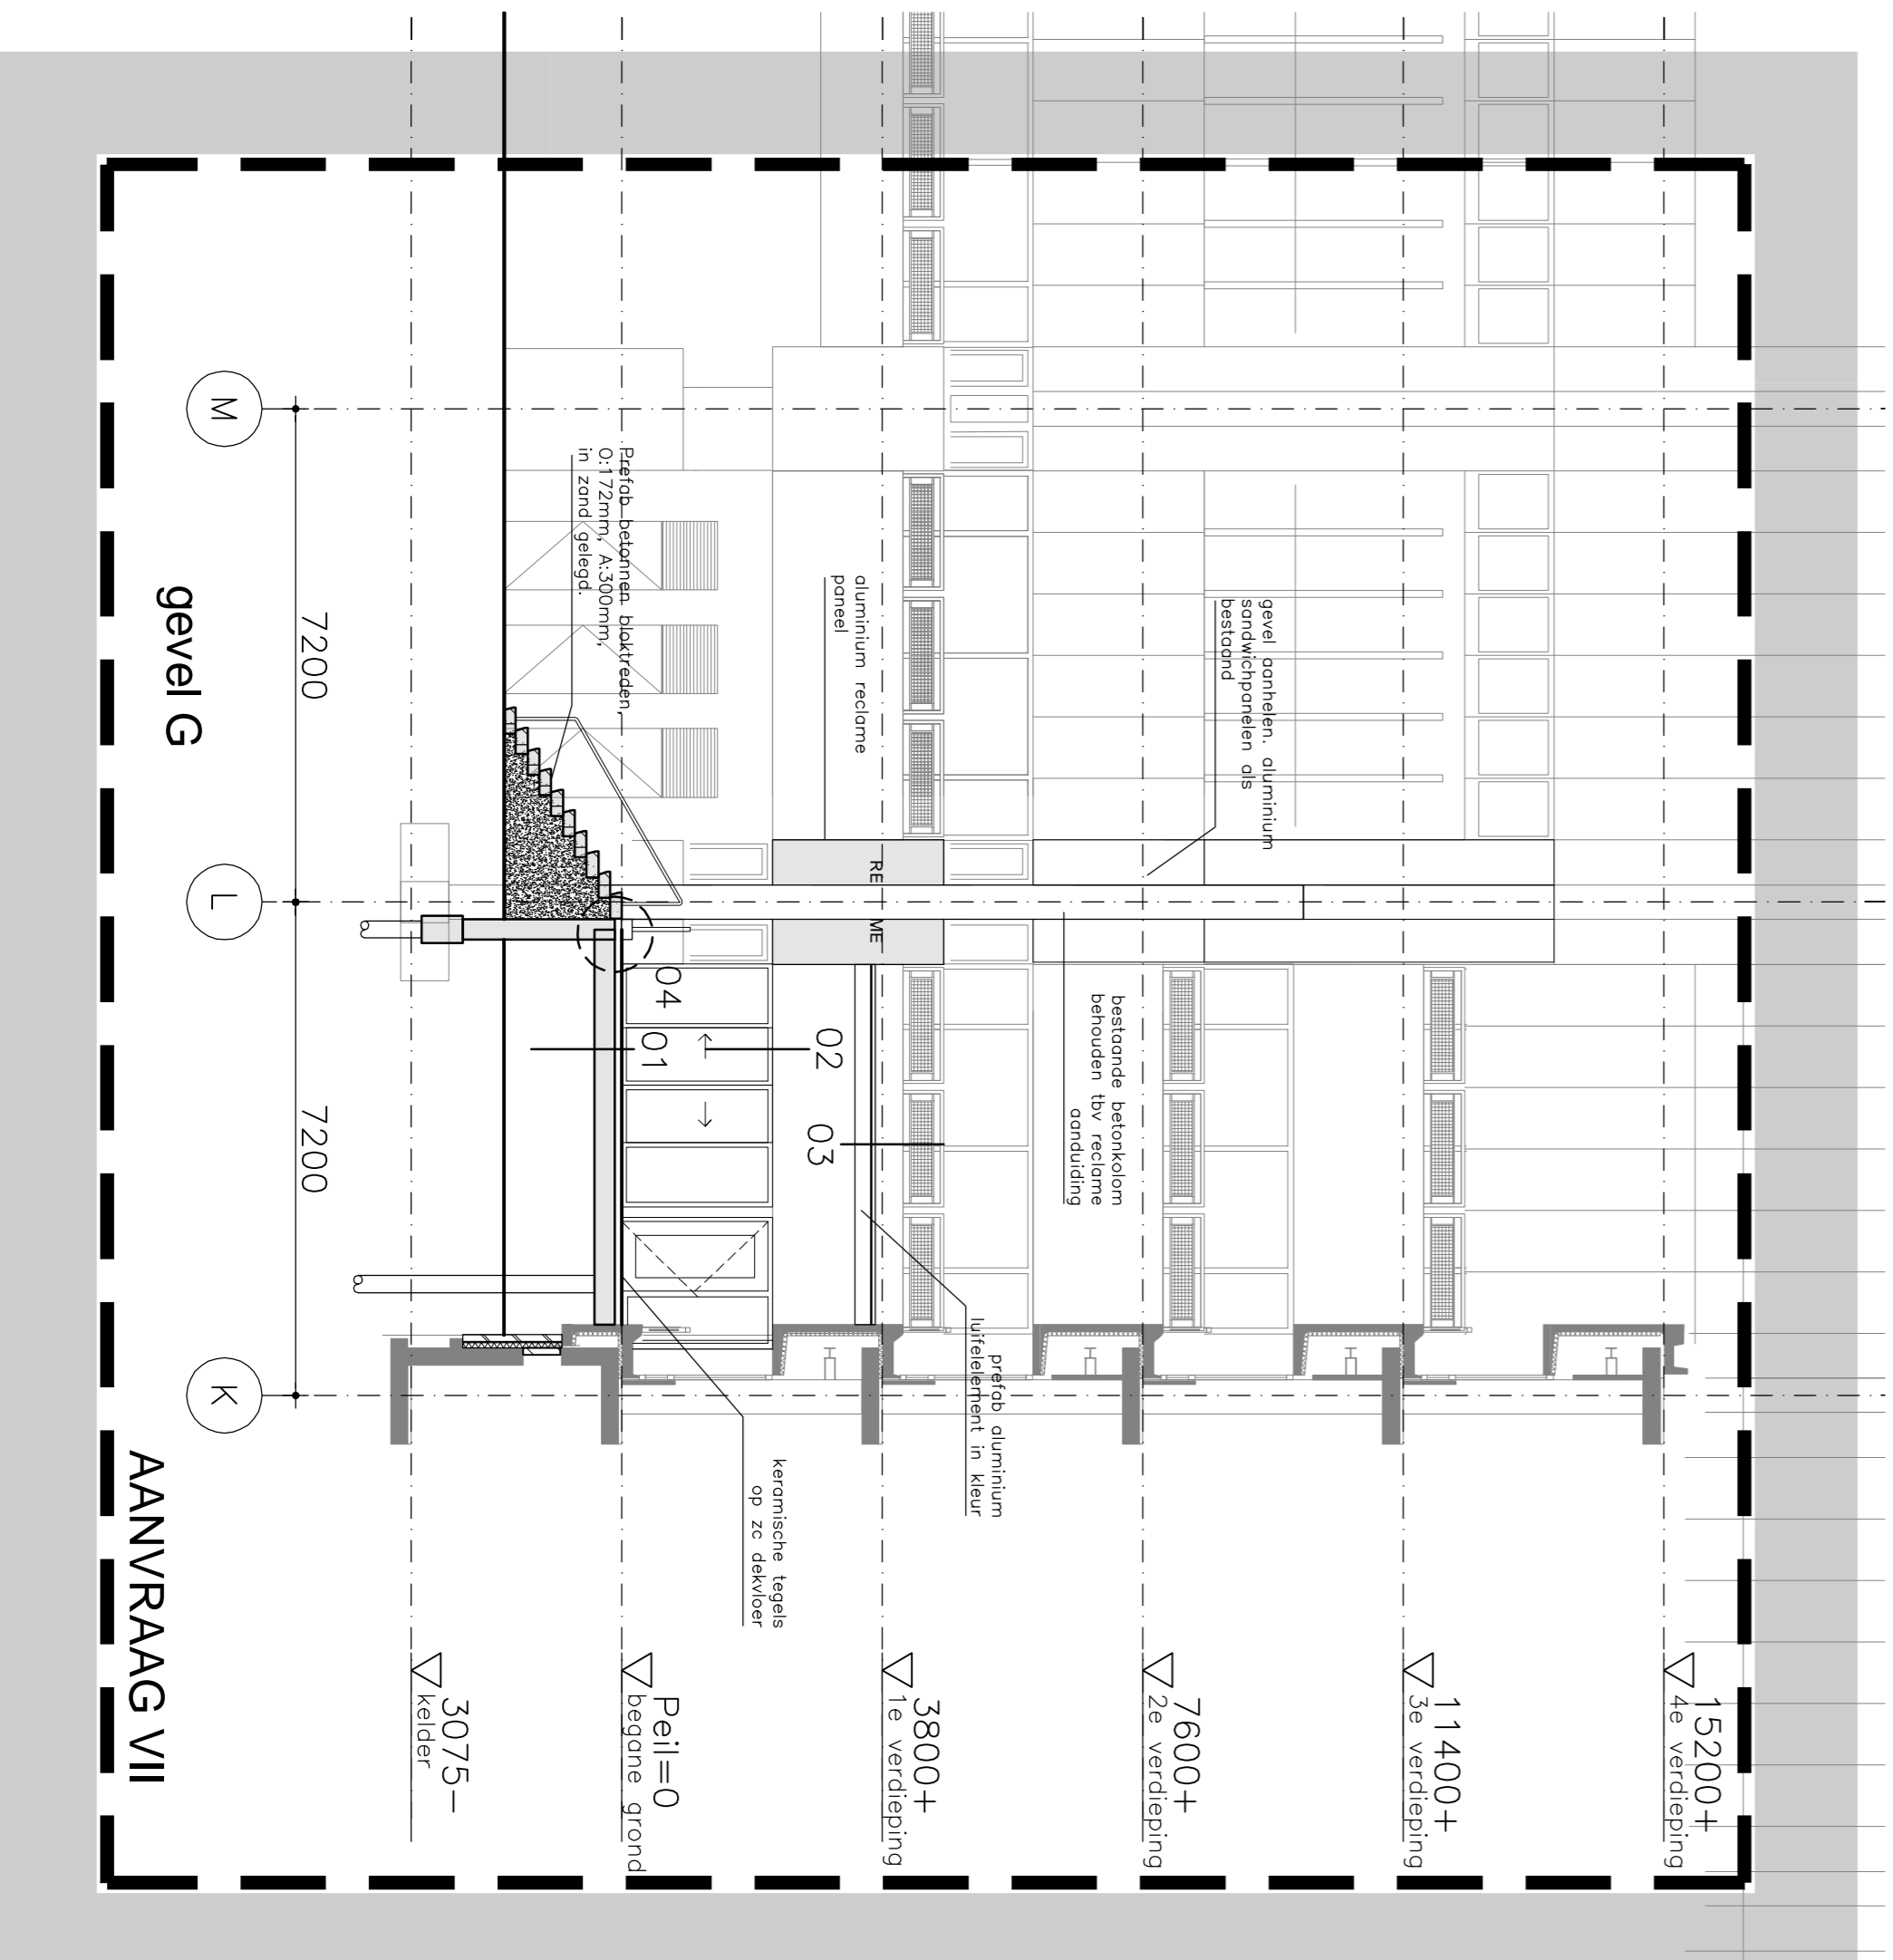 15200+
4e verdieping
11400+
3e verdieping
7600+
2e verdieping
3800+
1e verdieping
Peil=0
begane grond
3075-
kelder
gevel aanhelen. aluminium
sandwichpanelen als
bestaand
bestaande betonkolom
behouden tbv reclame
aanduiding
prefab aluminium
luifelelement in kleur
aluminium reclame
paneel
RE
ME
02
03
04
01
keramische tegels
op zc dekvloer
Prefab betonnen bloktreden,
O:172mm, A:300mm,
in zand gelegd.
7200
7200
M
L
K
gevel G
AANVRAAG VII